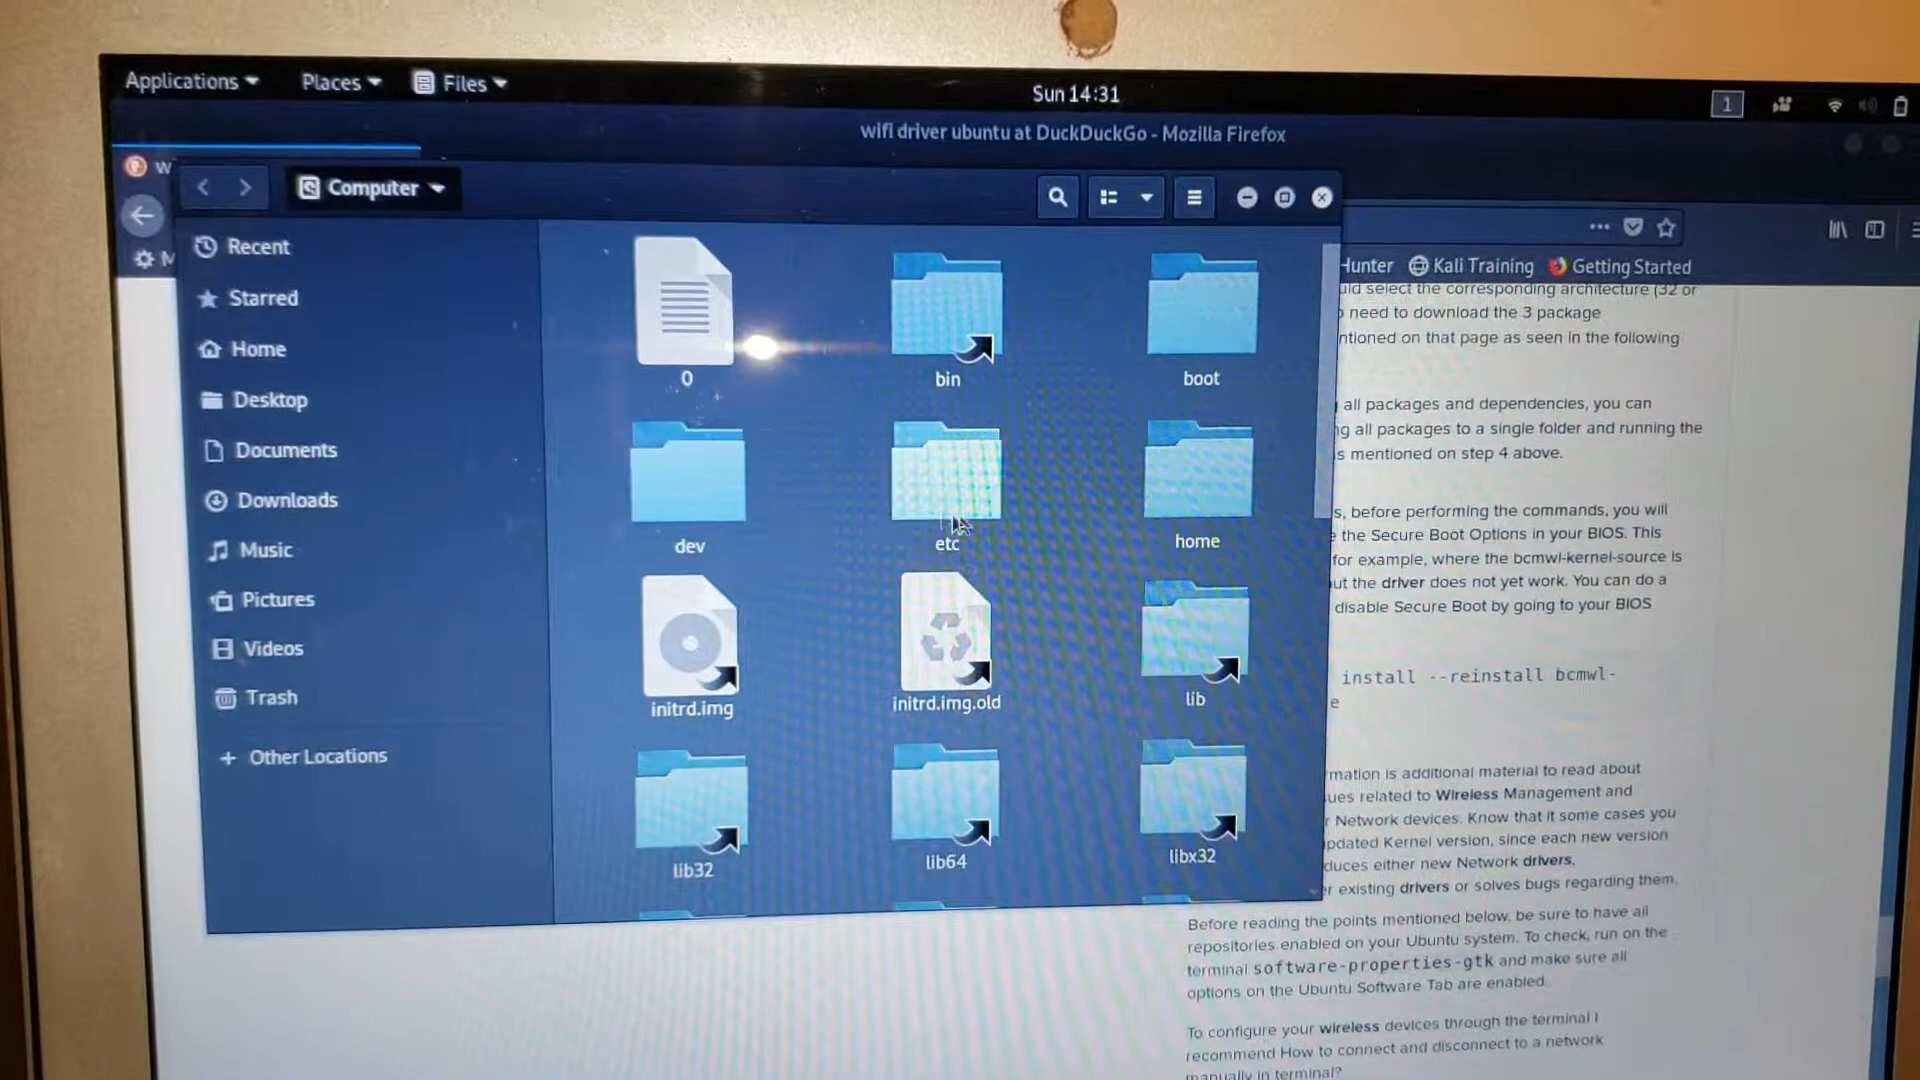 Applications
Places
Files
Sun 14:31
1
wifi driver ubuntu at DuckDuckGo - Mozilla Firefox
W
Computer
M
Recent
Starred
Home
Desktop
Documents
Downloads
Music
Pictures
Videos
Trash
+ Other Locations
0
bin
boot
dev
etc
home
initrd.img
initrd.img.old
lib
lib32
lib64
libx32
Hunter
Kali Training
Getting Started
uld select the corresponding architecture (32 or
need to download the 3 package
ntioned on that page as seen in the following
all packages and dependencies, you can
ng all packages to a single folder and running the
s mentioned on step 4 above.
s, before performing the commands, you will
e the Secure Boot Options in your BIOS. This
for example, where the bcmwl-kernel-source is
ut the driver does not yet work. You can do a
disable Secure Boot by going to your BIOS
install --reinstall bcmwl-
e
rmation is additional material to read about
ues related to Wireless Management and
r Network devices. Know that it some cases you
updated Kernel version, since each new version
duces either new Network drivers,
er existing drivers or solves bugs regarding them.
Before reading the points mentioned below, be sure to have all
repositories enabled on your Ubuntu system. To check, run on the
terminal software-properties-gtk and make sure all
options on the Ubuntu Software Tab are enabled.
To configure your wireless devices through the terminal I
recommend How to connect and disconnect to a network
manually in terminal?